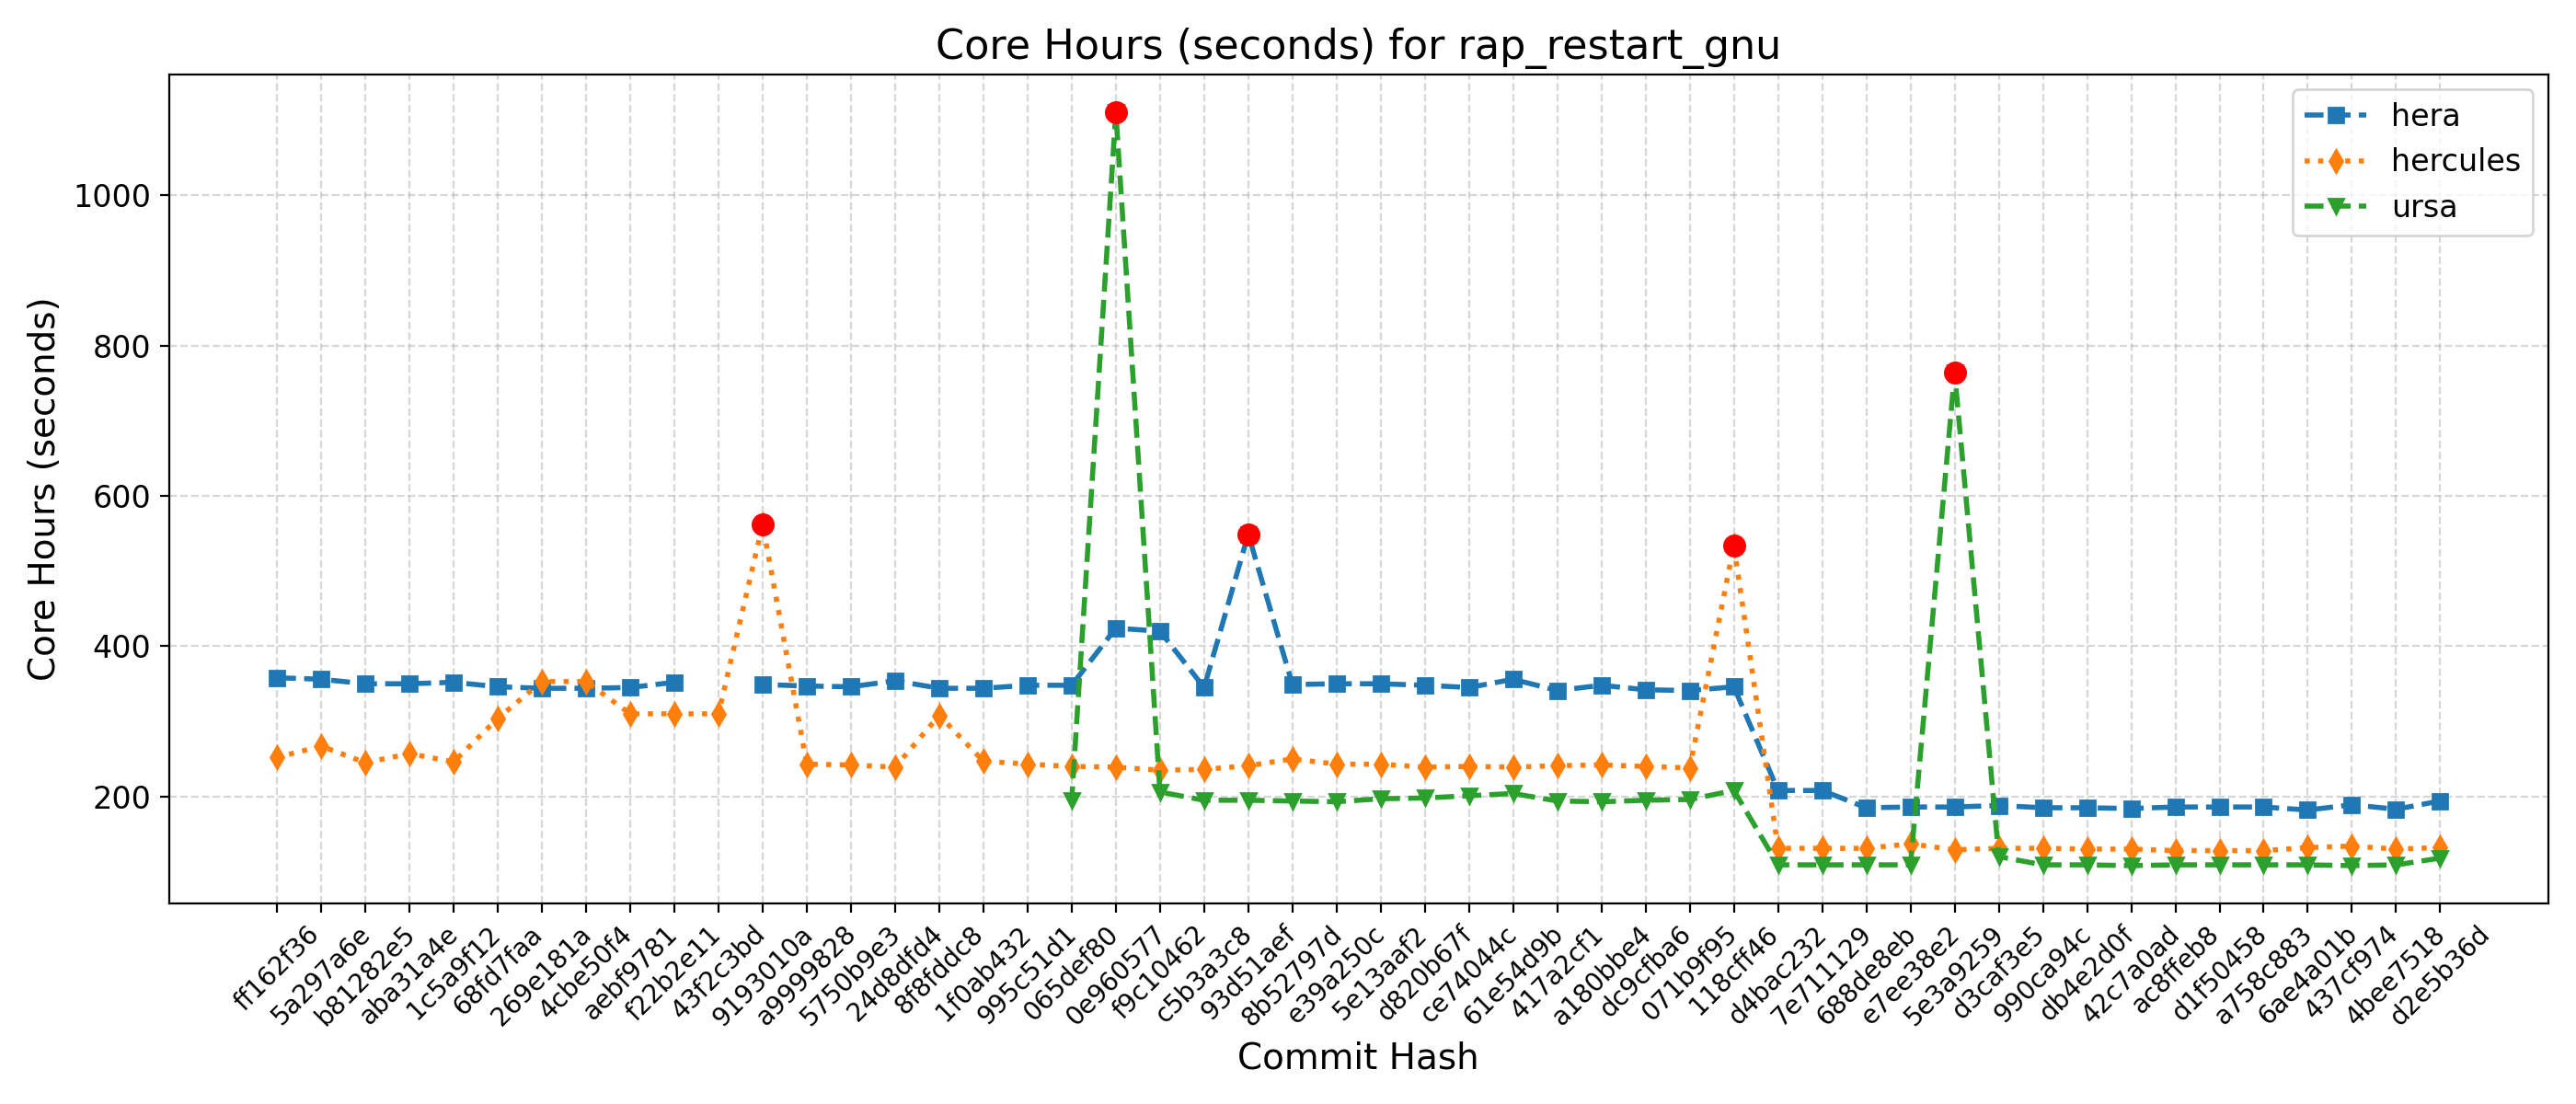 Core Hours (seconds) for rap_restart_gnu
Core Hours (seconds)
1000
800
600
400
200
hera
hercules
ursa
ff162f36
5a297a6e
b81282e5
aba31a4e
1c5a9f12
68fd7faa
269e181a
4cbe50f4
aebf9781
f22b2e11
43f2c3bd
9193010a
a9999828
5750b9e3
24d8dfd4
8f8fddc8
1f0ab432
995c51d1
065def80
0e960577
f9c10462
c5b3a3c8
93d51aef
8b52797d
e39a250c
5e13aaf2
d820b67f
ce74044c
61e54d9b
417a2cf1
a180bbe4
dc9cfba6
071b9f95
118cff46
d4bac232
7e711129
688de8eb
e7ee38e2
5e3a9259
d3caf3e5
990ca94c
db4e2d0f
42c7a0ad
ac8ffeb8
d1f50458
a758c883
6ae4a01b
437cf974
4bee7518
d2e5b36d
Commit Hash